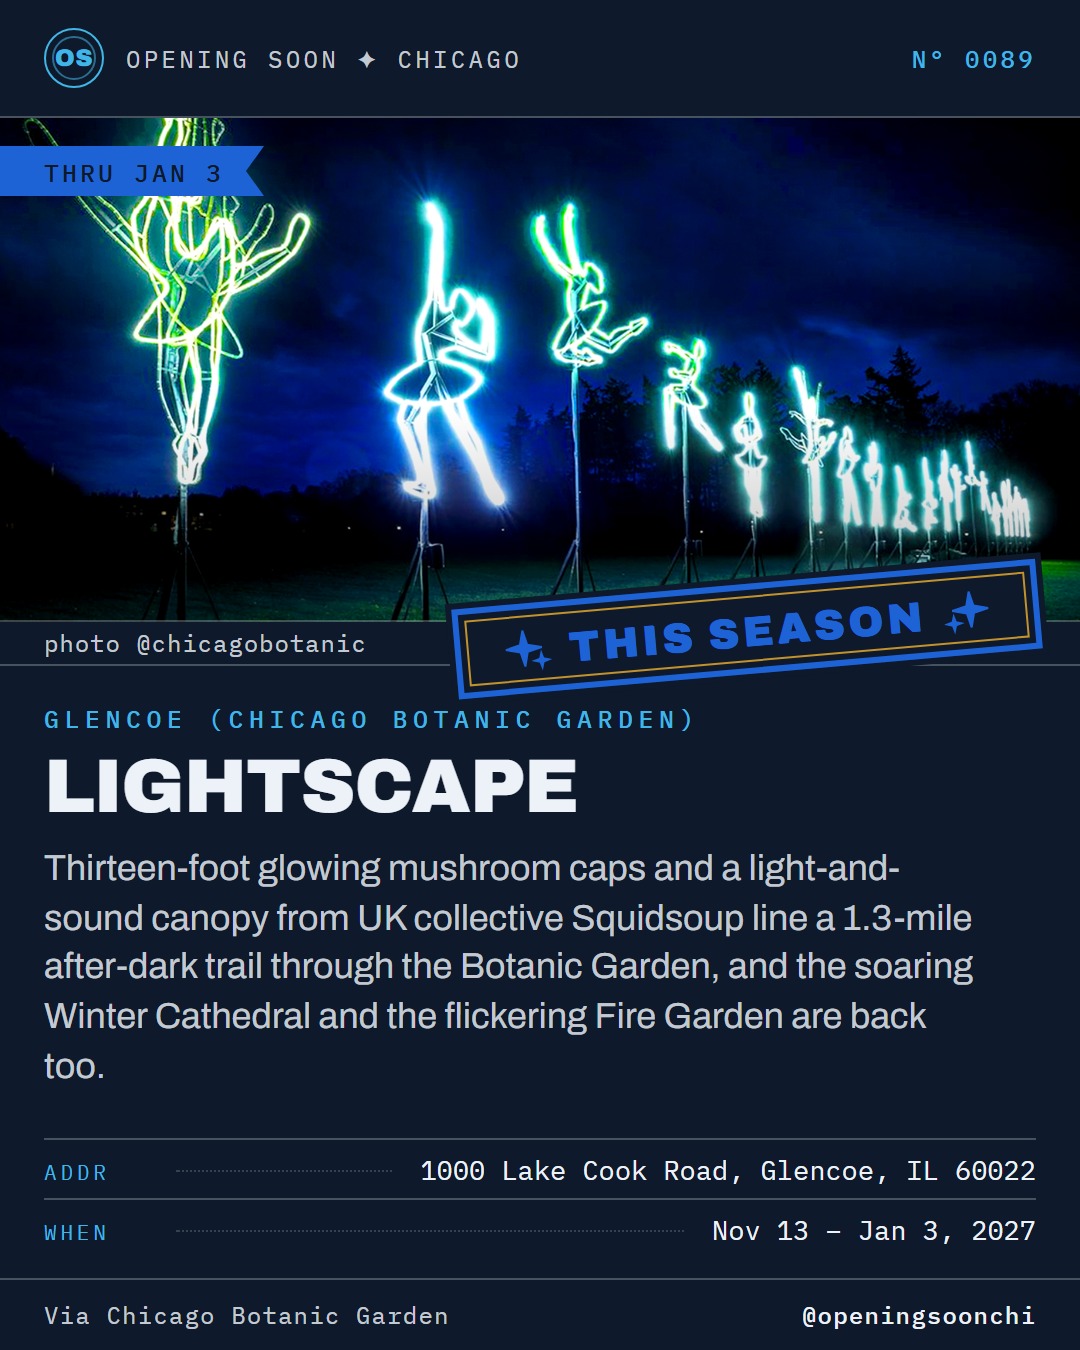 OS OPENING SOON ✦ CHICAGO N° 0089
THRU JAN 3
photo @chicagobotanic
THIS SEASON
GLENCOE (CHICAGO BOTANIC GARDEN)
LIGHTSCAPE
Thirteen-foot glowing mushroom caps and a light-and-
sound canopy from UK collective Squidsoup line a 1.3-mile
after-dark trail through the Botanic Garden, and the soaring
Winter Cathedral and the flickering Fire Garden are back
too.
ADDR 1000 Lake Cook Road, Glencoe, IL 60022
WHEN Nov 13 – Jan 3, 2027
Via Chicago Botanic Garden @openingsoonchi